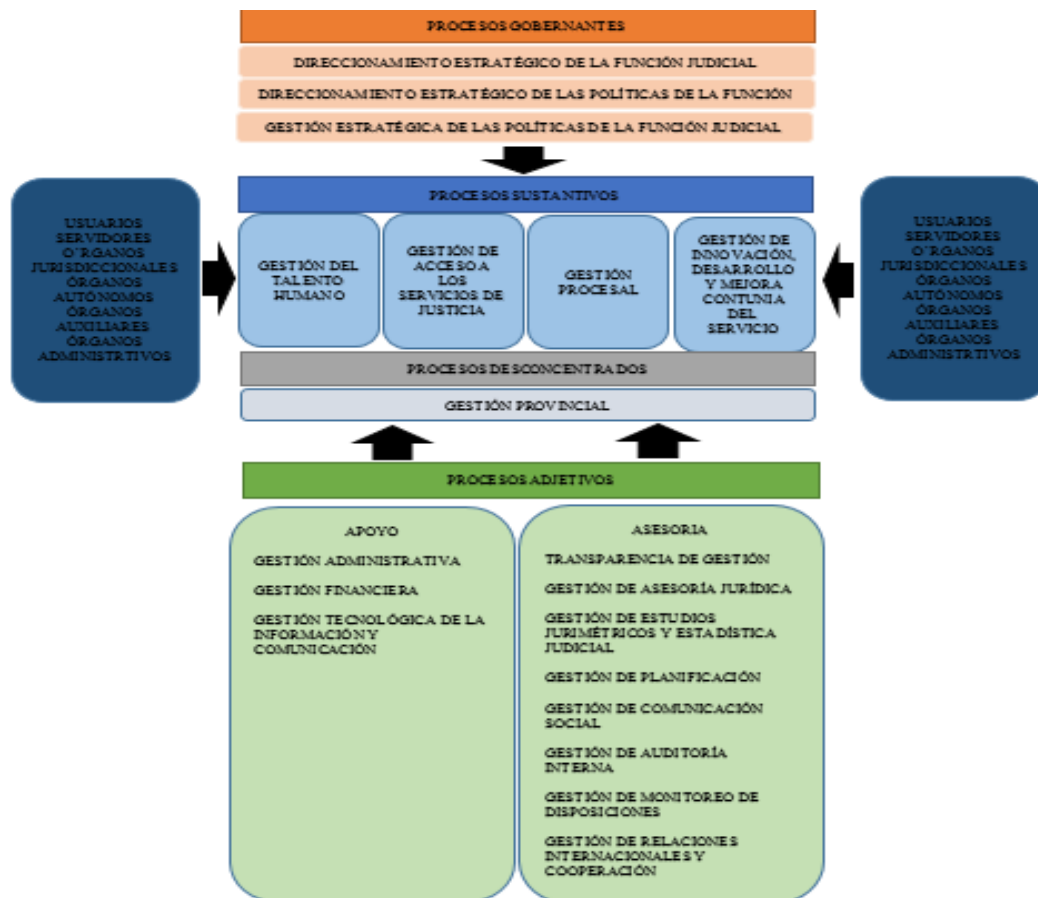 PROCESOS GOBERNANTES
DIRECCIONAMIENTO ESTRATÉGICO DE LA FUNCIÓN JUDICIAL
DIRECCIONAMIENTO ESTRATÉGICO DE LAS POLÍTICAS DE LA FUNCIÓN
GESTIÓN ESTRATÉGICA DE LAS POLÍTICAS DE LA FUNCIÓN JUDICIAL
USUARIOS
SERVIDORES
O´RGANOS
JURISDICCIONALES
ÓRGANOS
AUTÓNOMOS
ÓRGANOS
AUXILIARES
ÓRGANOS
ADMINISTRTIVOS
PROCESOS SUSTANTIVOS
GESTIÓN DEL
TALENTO
HUMANO
GESTIÓN DE
ACCESO A
LOS
SERVICIOS DE
JUSTICIA
GESTIÓN
PROCESAL
GESTIÓN DE
INNOVACIÓN,
DESARROLLO
Y MEJORA
CONTUNIA
DEL
SERVICIO
USUARIOS
SERVIDORES
O´RGANOS
JURISDICCIONALES
ÓRGANOS
AUTÓNOMOS
ÓRGANOS
AUXILIARES
ÓRGANOS
ADMINISTRTIVOS
PROCESOS DESCONCENTRADOS
GESTIÓN PROVINCIAL
PROCESOS ADJETIVOS
APOYO
GESTIÓN ADMINISTRATIVA
GESTIÓN FINANCIERA
GESTIÓN TECNOLÓGICA DE LA
INFORMACIÓN Y
COMUNICACIÓN
ASESORIA
TRANSPARENCIA DE GESTIÓN
GESTIÓN DE ASESORÍA JURÍDICA
GESTIÓN DE ESTUDIOS
JURIMÉTRICOS Y ESTADÍSTICA
JUDICIAL
GESTIÓN DE PLANIFICACIÓN
GESTIÓN DE COMUNICACIÓN
SOCIAL
GESTIÓN DE AUDITORÍA
INTERNA
GESTIÓN DE MONITOREO DE
DISPOSICIONES
GESTIÓN DE RELACIONES
INTERNACIONALES Y
COOPERACIÓN